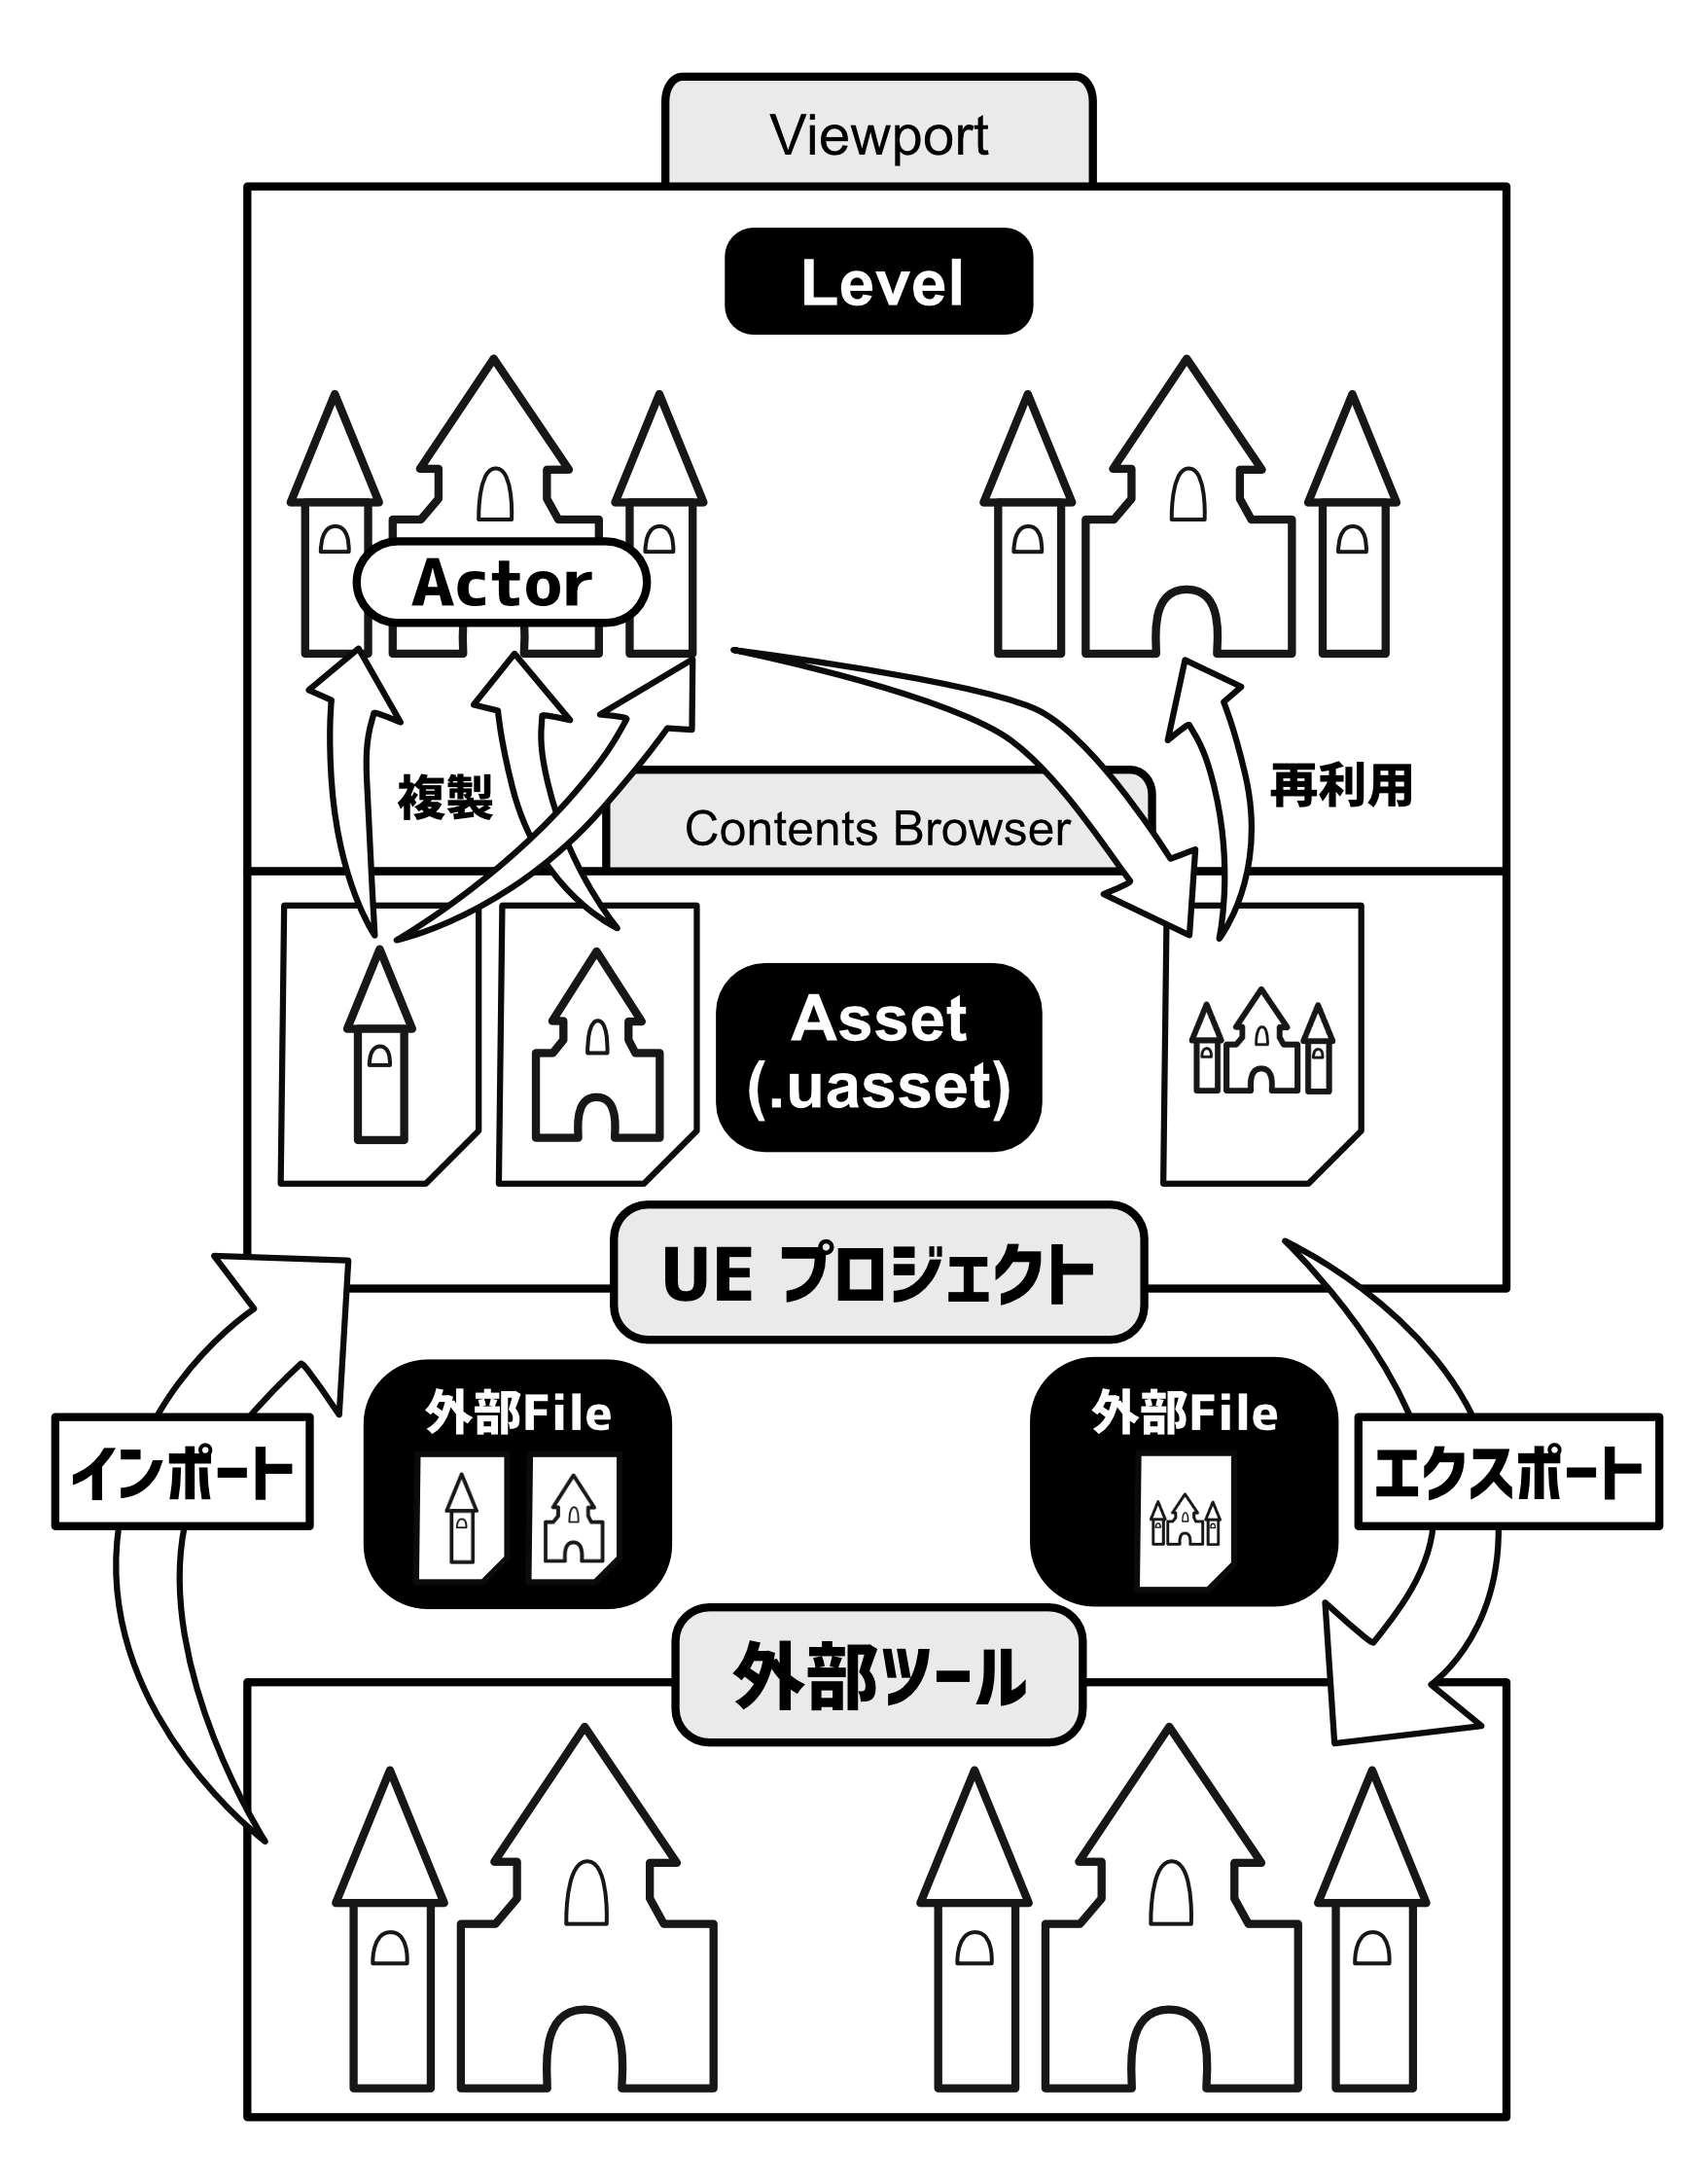 Viewport
Level
Actor
複製
再利用
Contents Browser
Asset
(.uasset)
UE プロジェクト
外部File
外部File
インポート
エクスポート
外部ツール